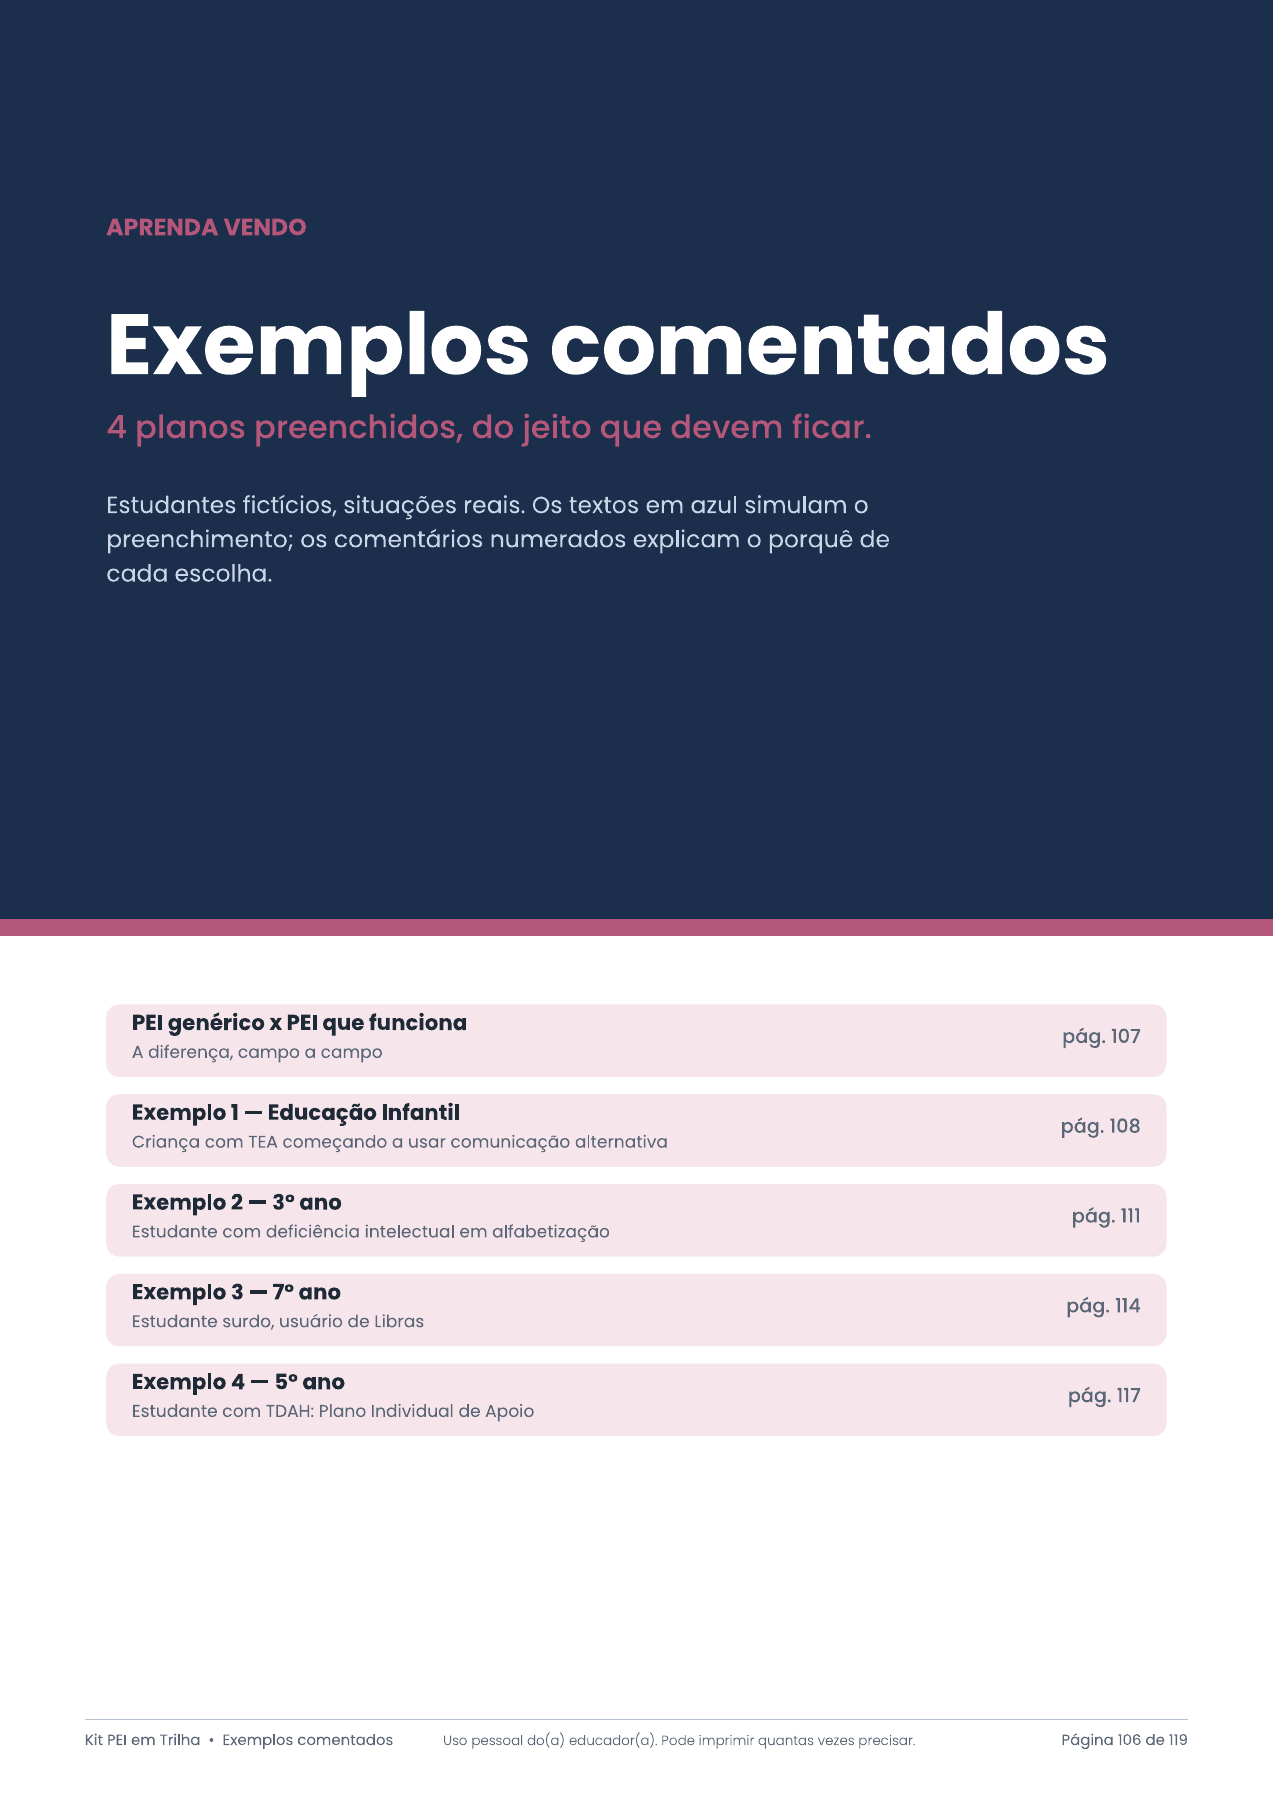 APRENDA VENDO
Exemplos comentados
4 planos preenchidos, do jeito que devem ficar.
Estudantes fictícios, situações reais. Os textos em azul simulam o
preenchimento; os comentários numerados explicam o porquê de
cada escolha.
PEI genérico x PEI que funciona
A diferença, campo a campo
pág. 107
Exemplo 1 — Educação Infantil
Criança com TEA começando a usar comunicação alternativa
pág. 108
Exemplo 2 — 3º ano
Estudante com deficiência intelectual em alfabetização
pág. 111
Exemplo 3 — 7º ano
Estudante surdo, usuário de Libras
pág. 114
Exemplo 4 — 5º ano
Estudante com TDAH: Plano Individual de Apoio
pág. 117
Kit PEI em Trilha • Exemplos comentados
Uso pessoal do(a) educador(a). Pode imprimir quantas vezes precisar.
Página 106 de 119